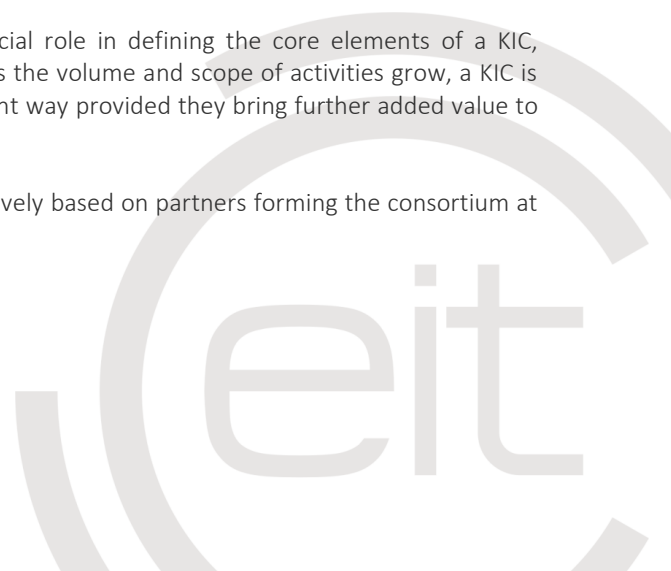 cial role in defining the core elements of a KIC,
s the volume and scope of activities grow, a KIC is
nt way provided they bring further added value to
vely based on partners forming the consortium at
eit